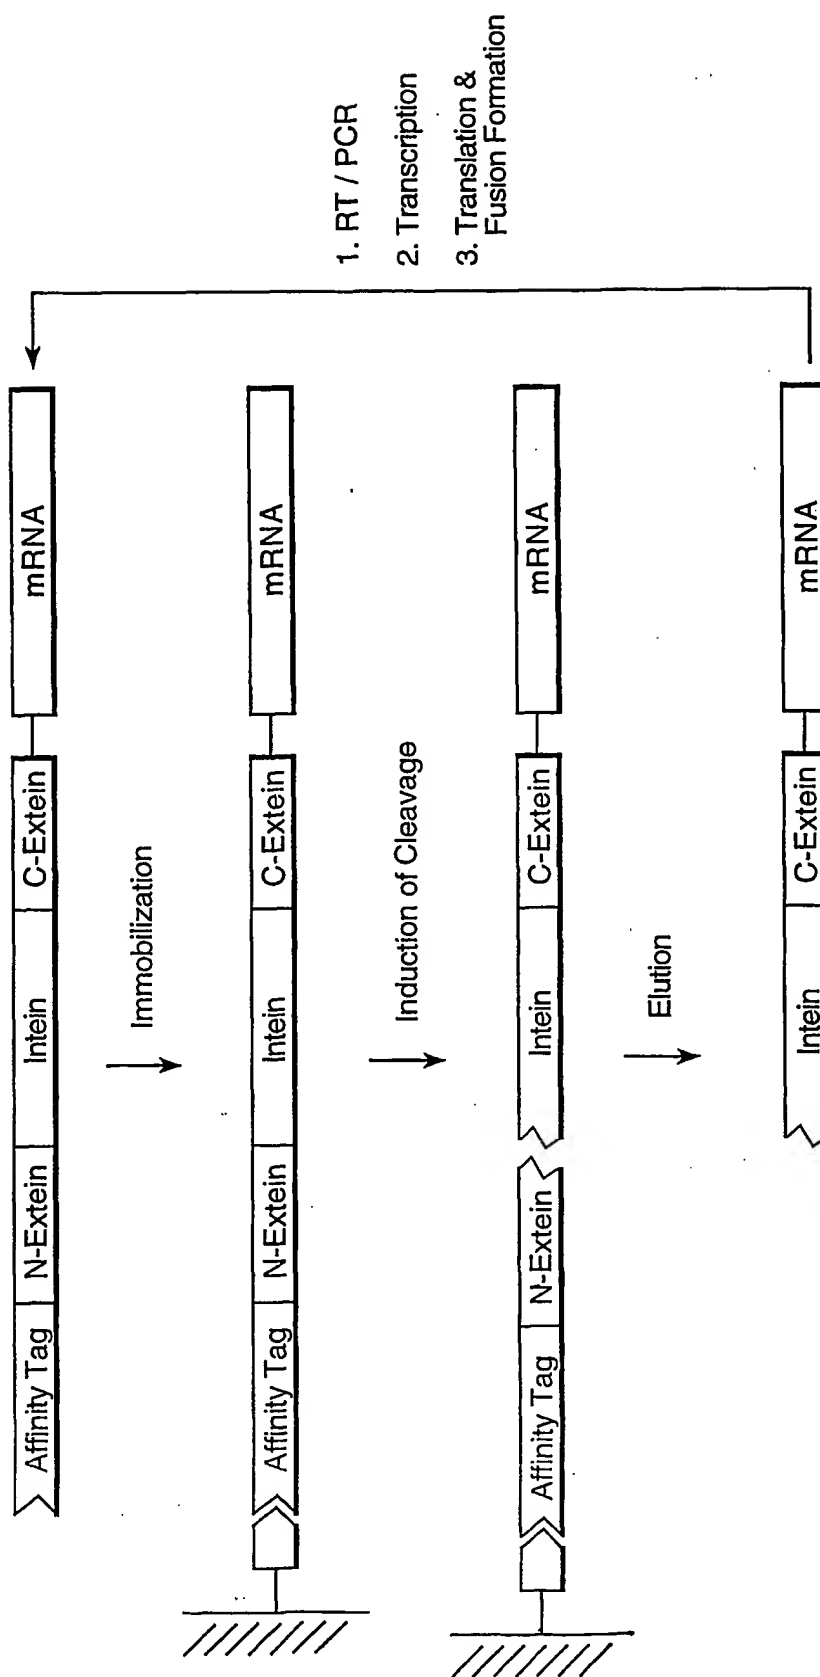 Affinity Tag N-Extein Intein C-Extein mRNA
Immobilization
Affinity Tag N-Extein Intein C-Extein mRNA
Induction of Cleavage
Affinity Tag N-Extein Intein C-Extein mRNA
Elution
Intein C-Extein mRNA
1. RT / PCR
2. Transcription
3. Translation &
Fusion Formation